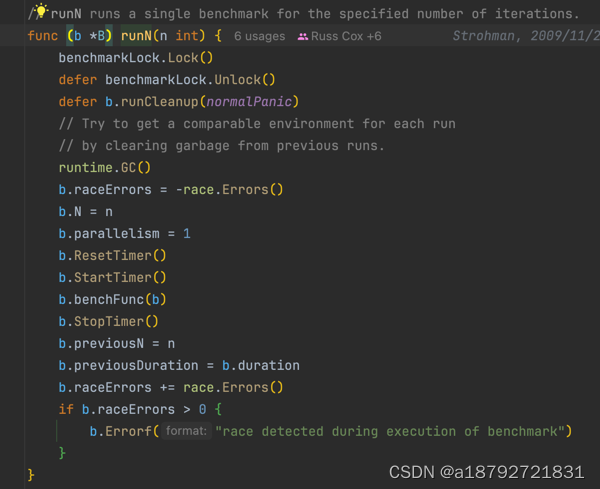 // runN runs a single benchmark for the specified number of iterations.
func (b *B) runN(n int) { 6 usages Russ Cox +6 Strohman, 2009/11/2
benchmarkLock.Lock()
defer benchmarkLock.Unlock()
defer b.runCleanup(normalPanic)
// Try to get a comparable environment for each run
// by clearing garbage from previous runs.
runtime.GC()
b.raceErrors = -race.Errors()
b.N = n
b.parallelism = 1
b.ResetTimer()
b.StartTimer()
b.benchFunc(b)
b.StopTimer()
b.previousN = n
b.previousDuration = b.duration
b.raceErrors += race.Errors()
if b.raceErrors > 0 {
b.Errorf( format: "race detected during execution of benchmark")
}
}
CSDN @a18792721831